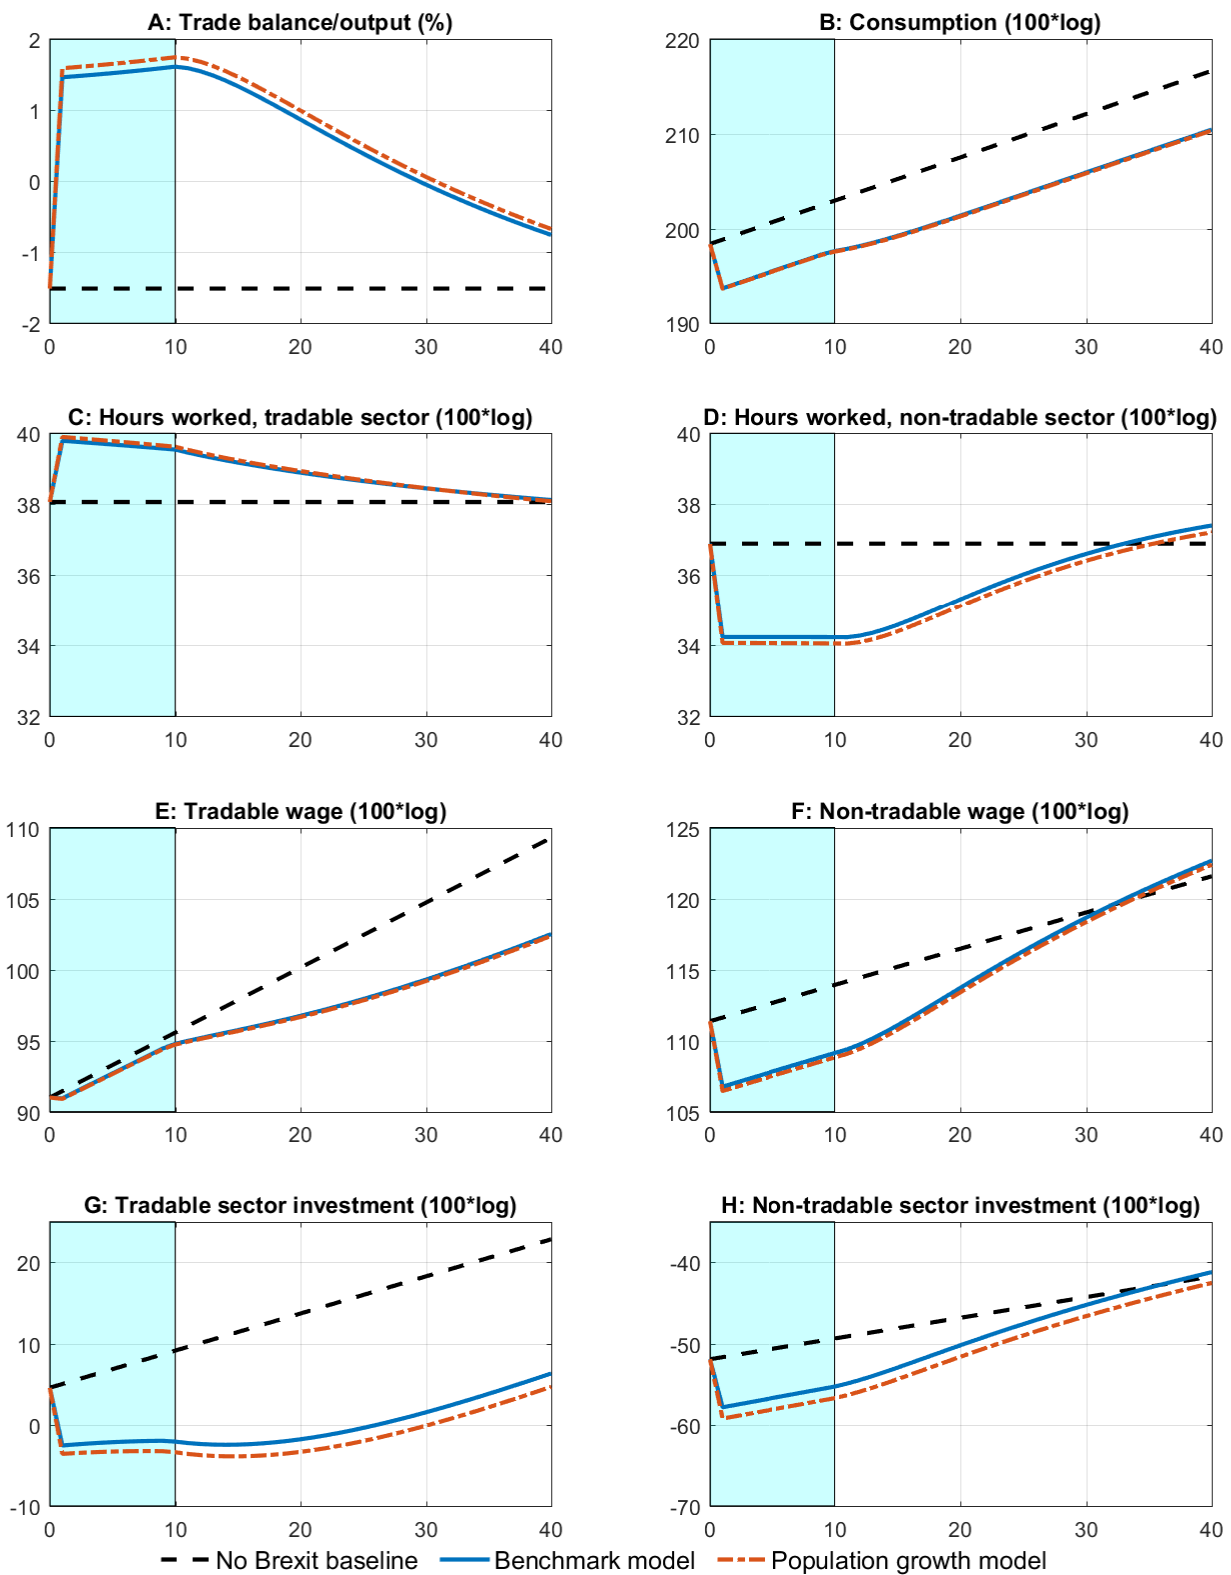 A: Trade balance/output (%)
2
1
0
-1
-2
0 10 20 30 40
B: Consumption (100*log)
220
210
200
190
0 10 20 30 40
C: Hours worked, tradable sector (100*log)
40
38
36
34
32
0 10 20 30 40
D: Hours worked, non-tradable sector (100*log)
40
38
36
34
32
0 10 20 30 40
E: Tradable wage (100*log)
110
105
100
95
90
0 10 20 30 40
F: Non-tradable wage (100*log)
125
120
115
110
105
0 10 20 30 40
G: Tradable sector investment (100*log)
20
10
0
-10
0 10 20 30 40
H: Non-tradable sector investment (100*log)
-40
-50
-60
-70
0 10 20 30 40
No Brexit baseline Benchmark model Population growth model